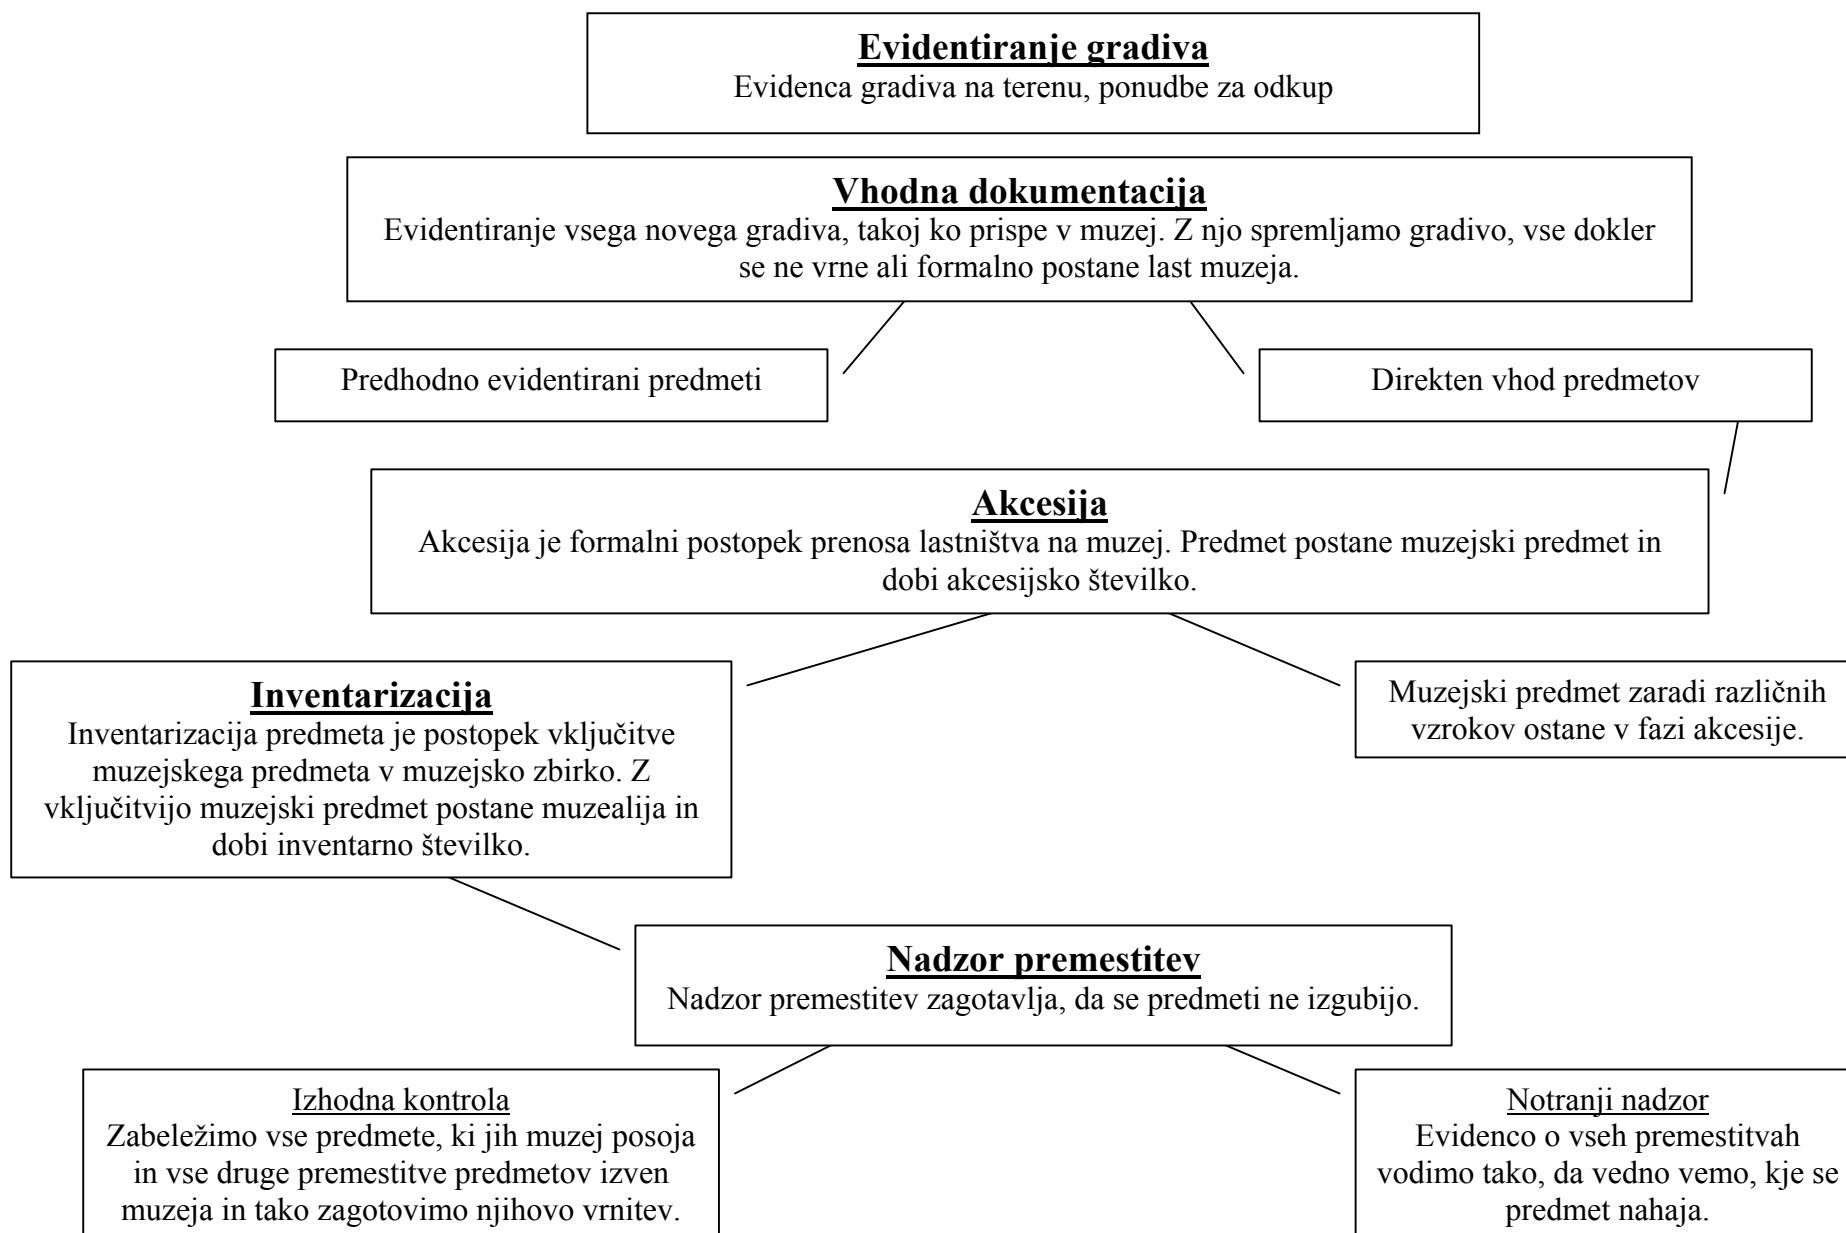 Evidentiranje gradiva
Evidenca gradiva na terenu, ponudbe za odkup
Vhodna dokumentacija
Evidentiranje vsega novega gradiva, takoj ko prispe v muzej. Z njo spremljamo gradivo, vse dokler
se ne vrne ali formalno postane last muzeja.
Predhodno evidentirani predmeti
Direkten vhod predmetov
Akcesija
Akcesija je formalni postopek prenosa lastništva na muzej. Predmet postane muzejski predmet in
dobi akcesijsko številko.
Inventarizacija
Inventarizacija predmeta je postopek vključitve
muzejskega predmeta v muzejsko zbirko. Z
vključitvijo muzejski predmet postane muzealija in
dobi inventarno številko.
Muzejski predmet zaradi različnih
vzrokov ostane v fazi akcesije.
Nadzor premestitev
Nadzor premestitev zagotavlja, da se predmeti ne izgubijo.
Izhodna kontrola
Zabeležimo vse predmete, ki jih muzej posoja
in vse druge premestitve predmetov izven
muzeja in tako zagotovimo njihovo vrnitev.
Notranji nadzor
Evidenco o vseh premestitvah
vodimo tako, da vedno vemo, kje se
predmet nahaja.